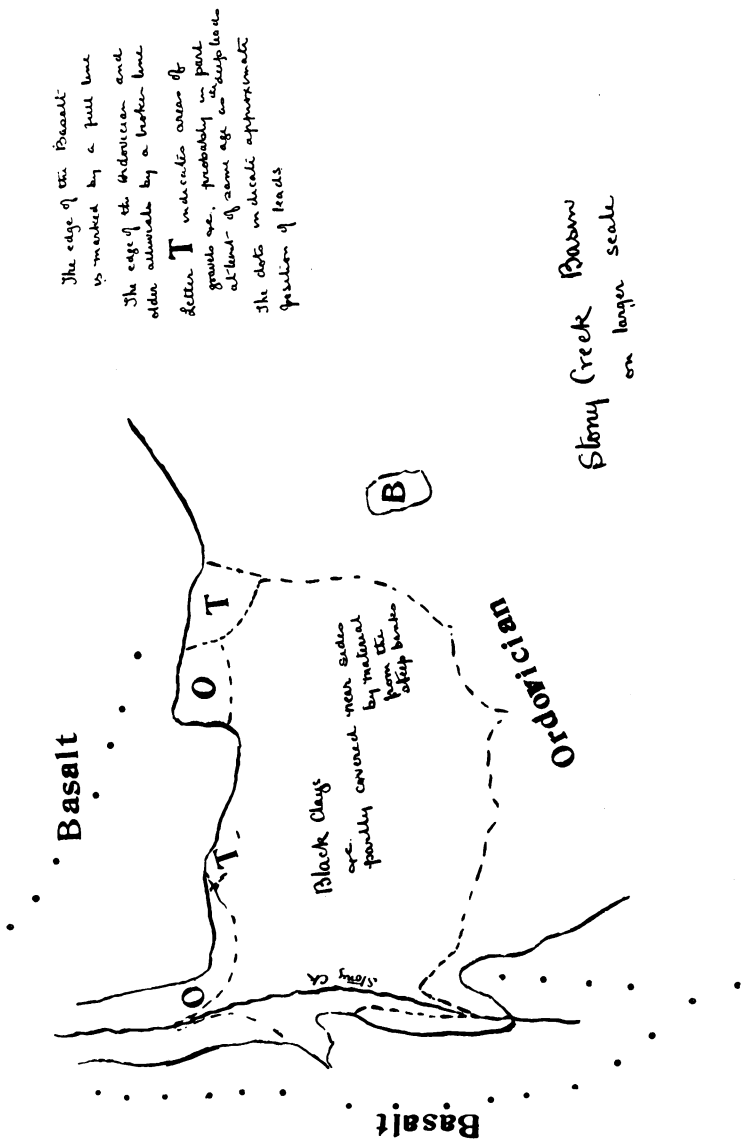 The edge of the Basalt
is marked by a full line
The edge of the Ordovician and
older alluvials by a broken line
Letter T indicates areas of
gravels &c. probably in part
at least of same age as the deep leads
The dots indicate approximate
position of leads
Stony Creek Basin
on larger scale
Basalt
B
T
O
T
O
Black Clays
&c.
partly covered near sides
by material
from the
steep banks
Ordovician
Stony Ck
Basalt